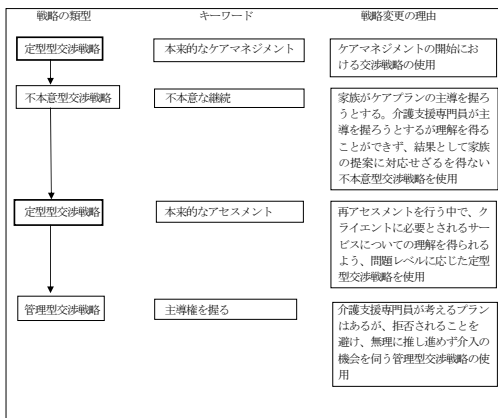 戦略の類型 キーワード 戦略変更の理由
定型型交渉戦略 本来的なケアマネジメント ケアマネジメントの開始にお
ける交渉戦略の使用
不本意型交渉戦略 不本意な継続 家族がケアプランの主導を握ろ
うとする。介護支援専門員が主
導を握ろうとするが理解を得る
ことができず、結果として家族
の提案に対応せざるを得ない
不本意型交渉戦略を使用
定型型交渉戦略 本来的なアセスメント 再アセスメントを行う中で、ク
ライエントに必要とされるサー
ビスについての理解を得られる
よう、問題レベルに応じた定型
型交渉戦略を使用
管理型交渉戦略 主導権を握る 介護支援専門員が考えるプラン
はあるが、拒否されることを
避け、無理に推し進めず介入の
機会を伺う管理型交渉戦略の使
用